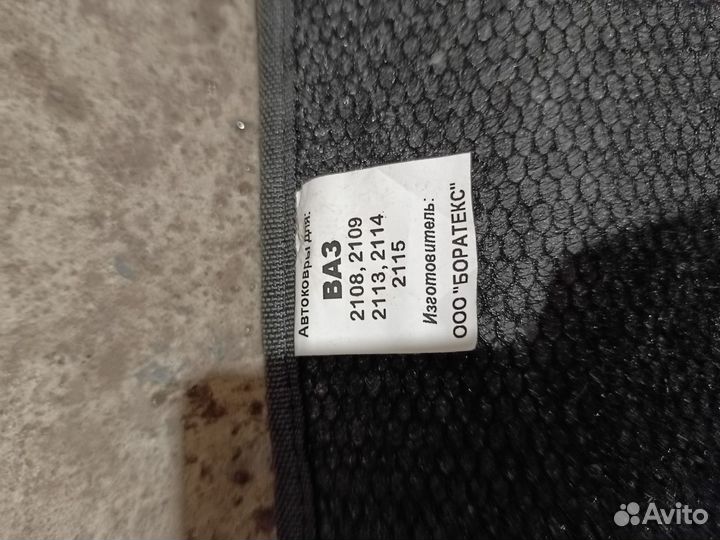 Автоковры для:
ВАЗ
2108, 2109
2113, 2114
2115
Изготовитель:
ООО "БОРАТЕКС"
Avito